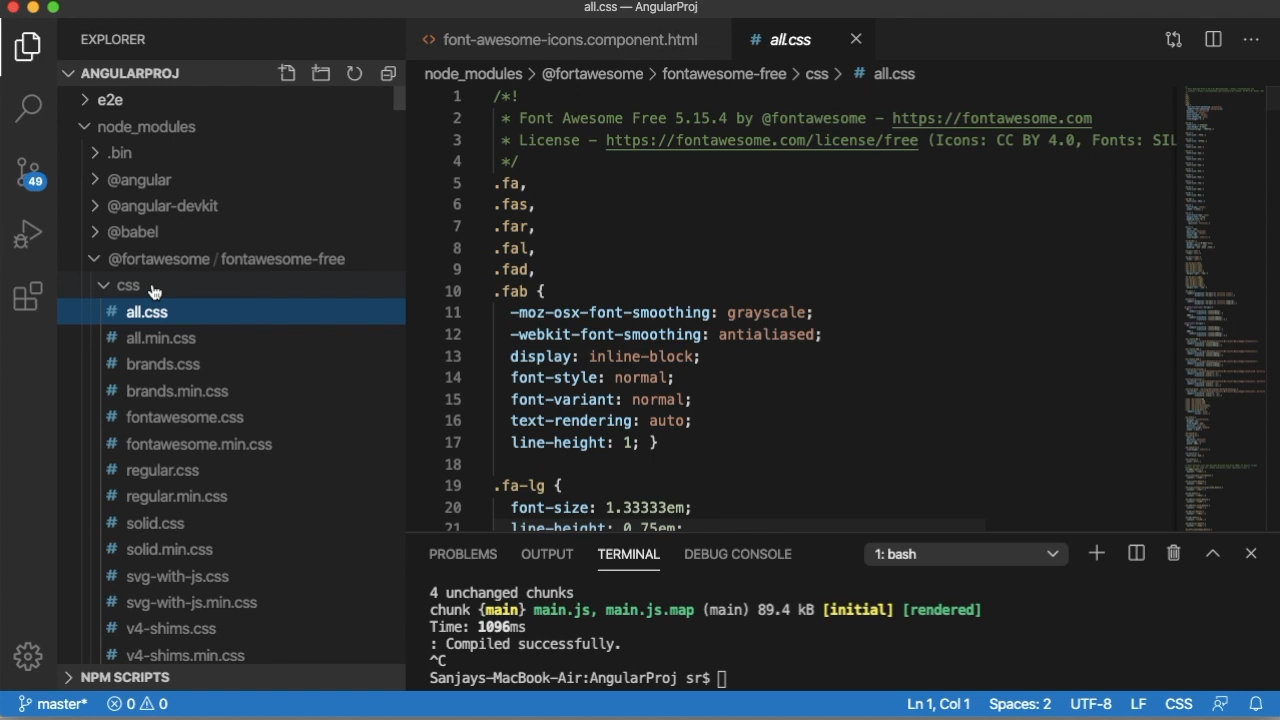 all.css — AngularProj
EXPLORER
ANGULARPROJ
e2e
node_modules
.bin
@angular
@angular-devkit
@babel
@fortawesome / fontawesome-free
css
# all.css
# all.min.css
# brands.css
# brands.min.css
# fontawesome.css
# fontawesome.min.css
# regular.css
# regular.min.css
# solid.css
# solid.min.css
# svg-with-js.css
# svg-with-js.min.css
# v4-shims.css
# v4-shims.min.css
NPM SCRIPTS
49
<> font-awesome-icons.component.html
# all.css
node_modules > @fortawesome > fontawesome-free > css > # all.css
1 /*!
2 * Font Awesome Free 5.15.4 by @fontawesome - https://fontawesome.com
3 * License - https://fontawesome.com/license/free (Icons: CC BY 4.0, Fonts: SIL
4 */
5 .fa,
6 .fas,
7 .far,
8 .fal,
9 .fad,
10 .fab {
11 -moz-osx-font-smoothing: grayscale;
12 -webkit-font-smoothing: antialiased;
13 display: inline-block;
14 font-style: normal;
15 font-variant: normal;
16 text-rendering: auto;
17 line-height: 1; }
18
19 .fa-lg {
20 font-size: 1.33333em;
21 line-height: 0.75em;
PROBLEMS OUTPUT TERMINAL DEBUG CONSOLE
1: bash
4 unchanged chunks
chunk {main} main.js, main.js.map (main) 89.4 kB [initial] [rendered]
Time: 1096ms
: Compiled successfully.
^C
Sanjays-MacBook-Air:AngularProj sr$
master* 0 0
Ln 1, Col 1 Spaces: 2 UTF-8 LF CSS